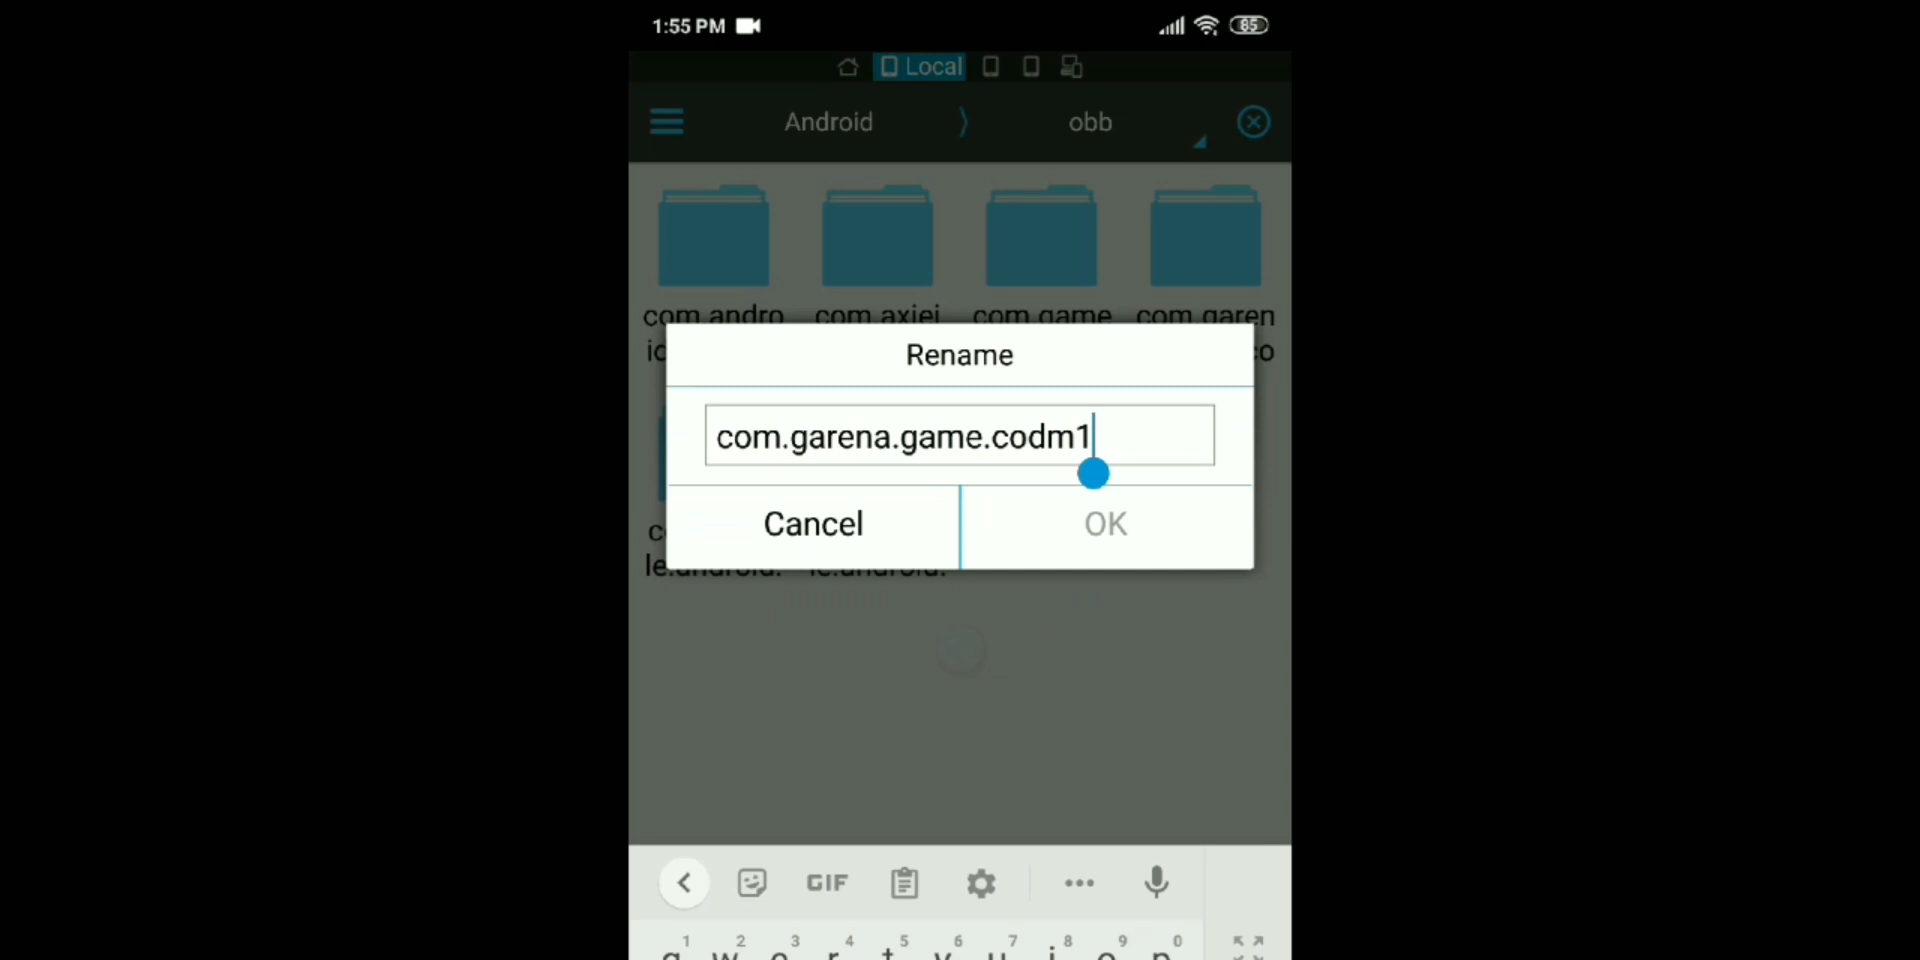 1:55 PM 85
Local
Android obb
com.andro com.axiei com.game com.garen
Rename
com.garena.game.codm1
Cancel OK
le.android. le.android.
GIF
1 2 3 4 5 6 7 8 9 0
q w e r t y u i o p